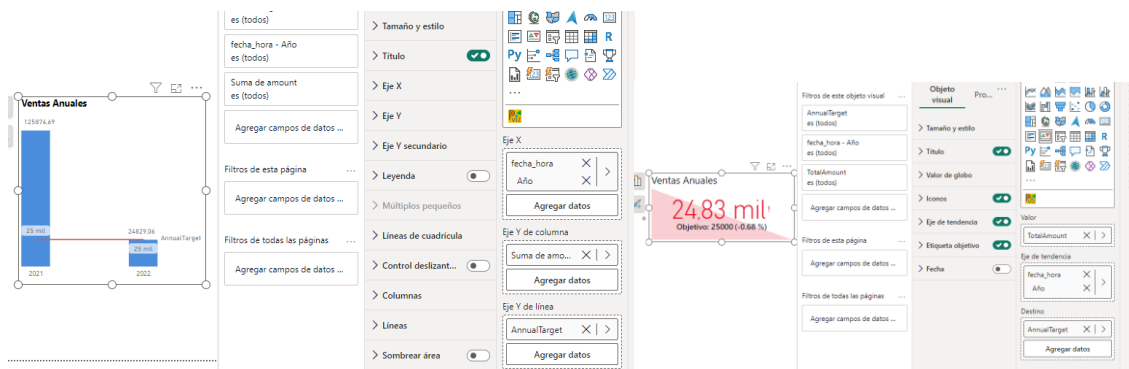 Ventas Anuales
125874.69
25 mil
24829.06
AnnualTarget
25 mil
2021
2022
es (todos)
fecha_hora - Año
es (todos)
Suma de amount
es (todos)
Agregar campos de datos ...
Filtros de esta página
...
Agregar campos de datos ...
Filtros de todas las páginas
...
Agregar campos de datos ...
Tamaño y estilo
Título
Eje X
Eje Y
Eje Y secundario
Leyenda
Múltiplos pequeños
Líneas de cuadrícula
Control deslizant...
Columnas
Líneas
Sombrear área
R
Py
...
Eje X
fecha_hora
Año
Agregar datos
Eje Y de columna
Suma de amo...
Agregar datos
Eje Y de línea
AnnualTarget
Agregar datos
Ventas Anuales
24.83 mil!
Objetivo: 25000 (-0.68 %)
Filtros de este objeto visual
...
AnnualTarget
es (todos)
fecha_hora - Año
es (todos)
TotalAmount
es (todos)
Agregar campos de datos ...
Filtros de esta página
...
Agregar campos de datos ...
Filtros de todas las páginas
...
Agregar campos de datos ...
Objeto visual
Pro...
...
Tamaño y estilo
Título
Valor de globo
Iconos
Eje de tendencia
Etiqueta objetivo
Fecha
R
Py
...
Valor
TotalAmount
Eje de tendencia
fecha_hora
Año
Destino
AnnualTarget
Agregar datos